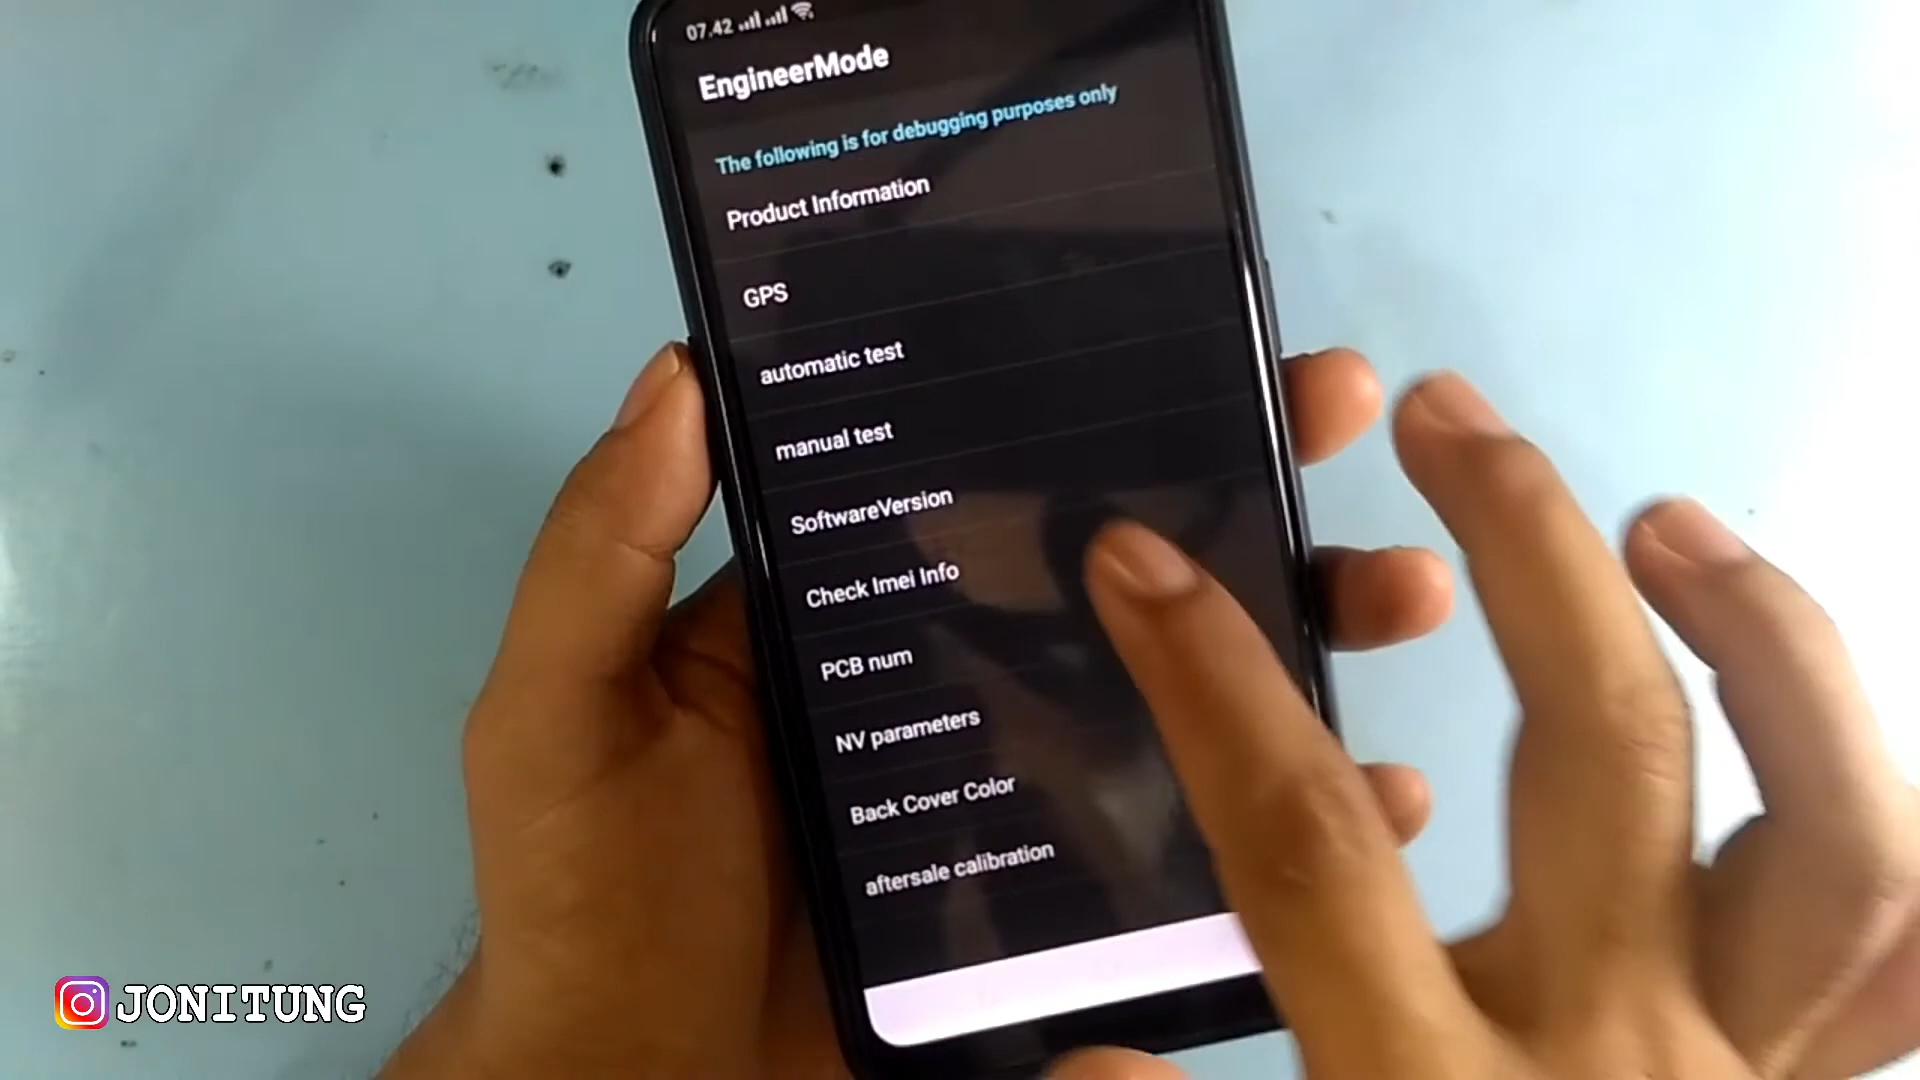 07.42
EngineerMode
The following is for debugging purposes only
Product Information
GPS
automatic test
manual test
SoftwareVersion
Check Imei Info
PCB num
NV parameters
Back Cover Color
aftersale calibration
JONITUNG